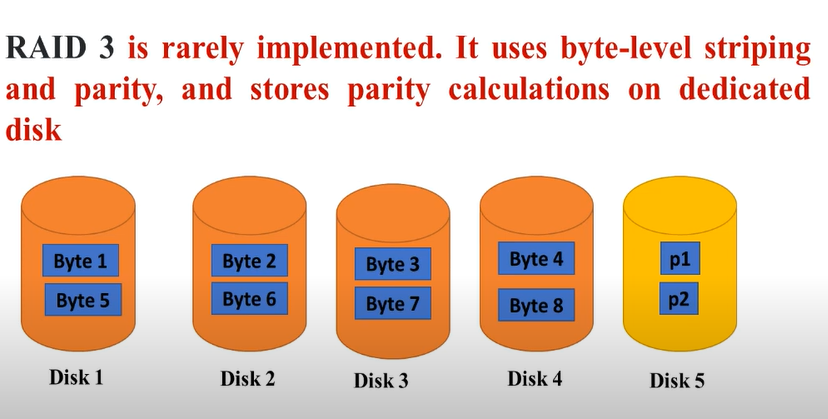 RAID 3 is rarely implemented. It uses byte-level striping
and parity, and stores parity calculations on dedicated
disk
Byte 1
Byte 2
Byte 3
Byte 4
p1
Byte 5
Byte 6
Byte 7
Byte 8
p2
Disk 1
Disk 2
Disk 3
Disk 4
Disk 5